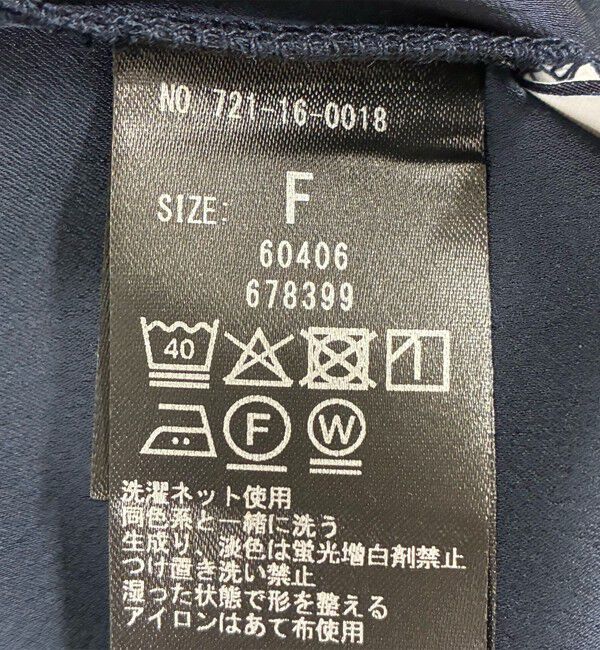 NO 721-16-0018
SIZE: F
60406
678399
40
F W
洗濯ネット使用
同色系と一緒に洗う
生成り、淡色は蛍光増白剤禁止
つけ置き洗い禁止
湿った状態で形を整える
アイロンはあて布使用